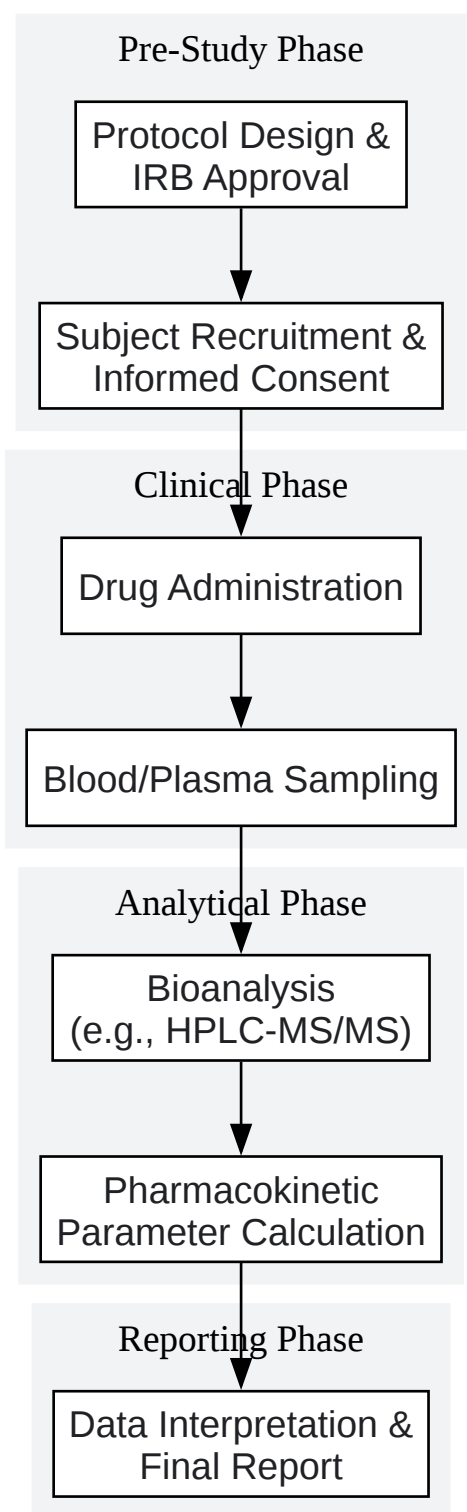 Pre-Study Phase
Protocol Design &
IRB Approval
Subject Recruitment &
Informed Consent
Clinical Phase
Drug Administration
Blood/Plasma Sampling
Analytical Phase
Bioanalysis
(e.g., HPLC-MS/MS)
Pharmacokinetic
Parameter Calculation
Reporting Phase
Data Interpretation &
Final Report